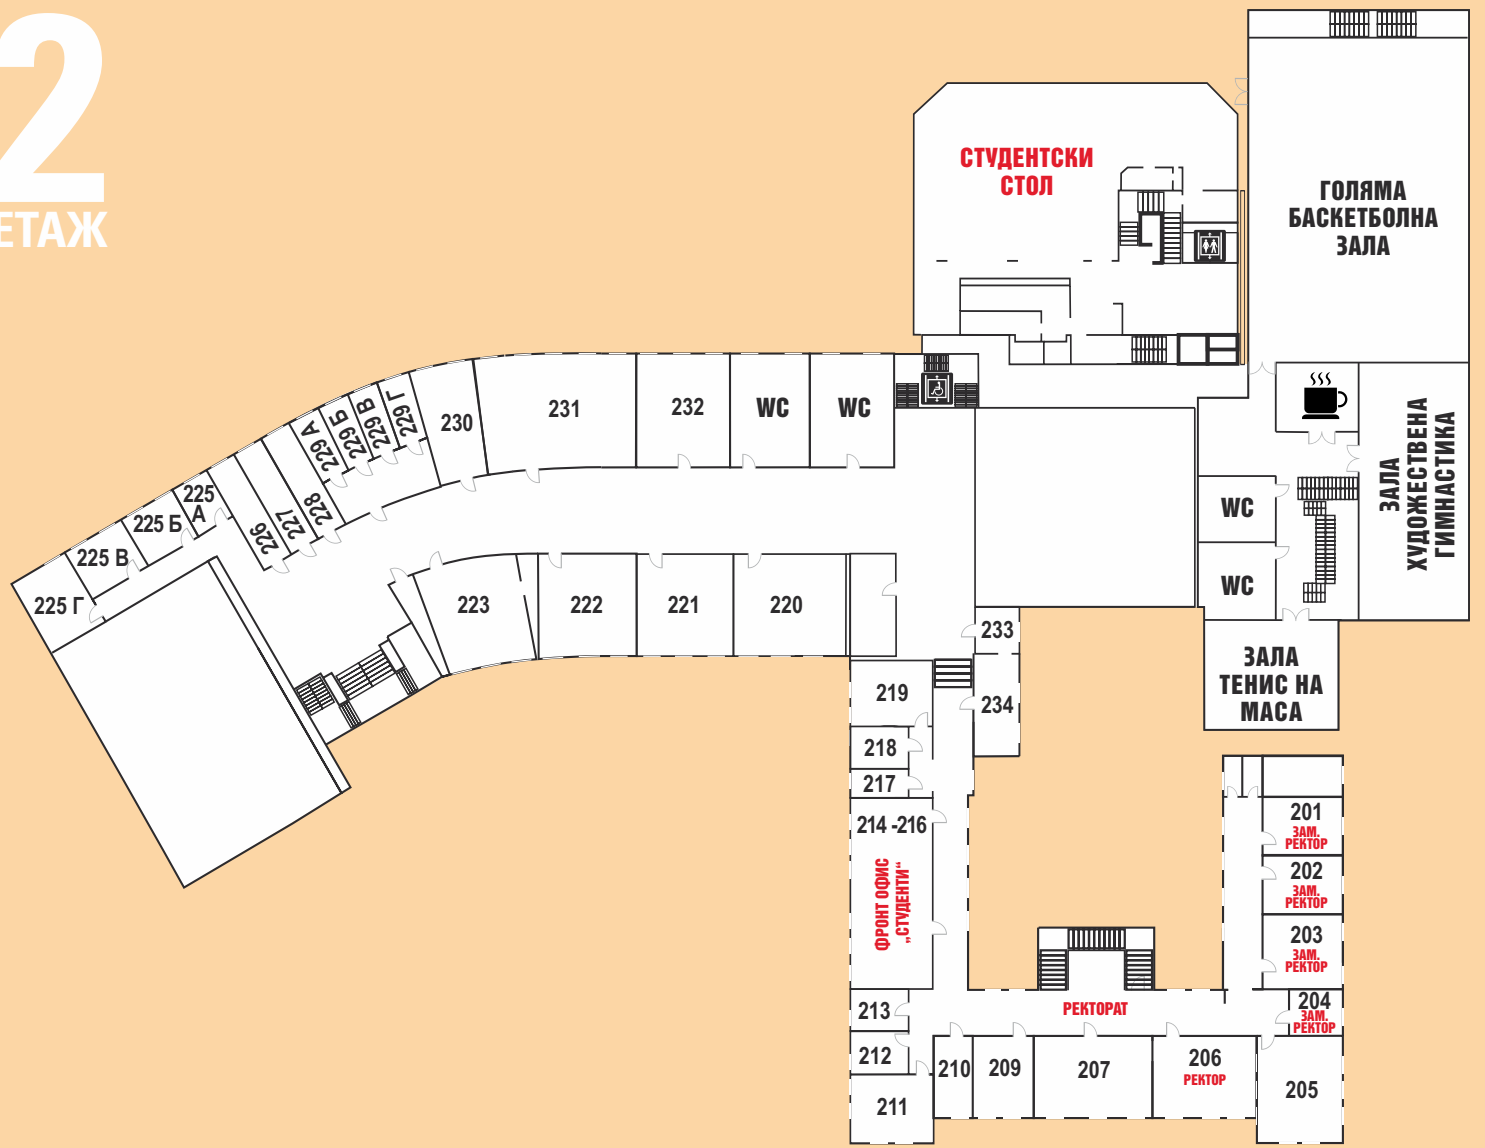 2
ЕТАЖ
СТУДЕНТСКИ
СТОЛ
ГОЛЯМА
БАСКЕТБОЛНА
ЗАЛА
229 А
229 Б
229 В
229 Г
230
231
232
WC
WC
ЗАЛА
ХУДОЖЕСТВЕНА
ГИМНАСТИКА
225
А
225 Б
225 В
225 Г
226
227
228
WC
WC
223
222
221
220
233
234
ЗАЛА
ТЕНИС НА
МАСА
219
218
217
214 -216
ФРОНТ ОФИС
„СТУДЕНТИ“
201
ЗАМ.
РЕКТОР
202
ЗАМ.
РЕКТОР
203
ЗАМ.
РЕКТОР
204
ЗАМ.
РЕКТОР
РЕКТОРАТ
213
212
211
210
209
207
206
РЕКТОР
205